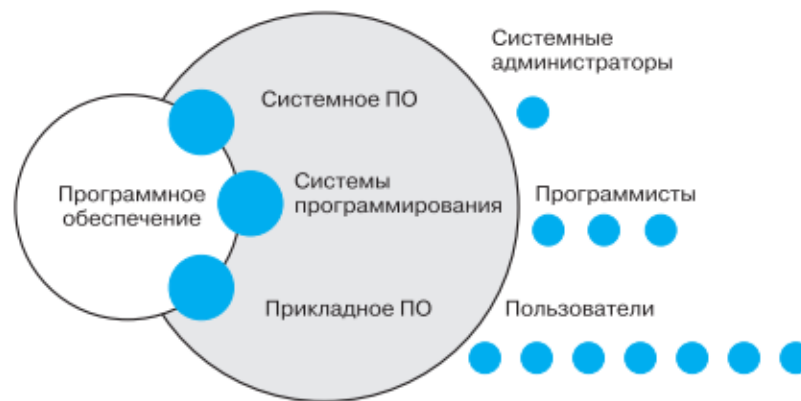 Системные
администраторы
Системное ПО
Программное
обеспечение
Системы
программирования
Программисты
Прикладное ПО
Пользователи